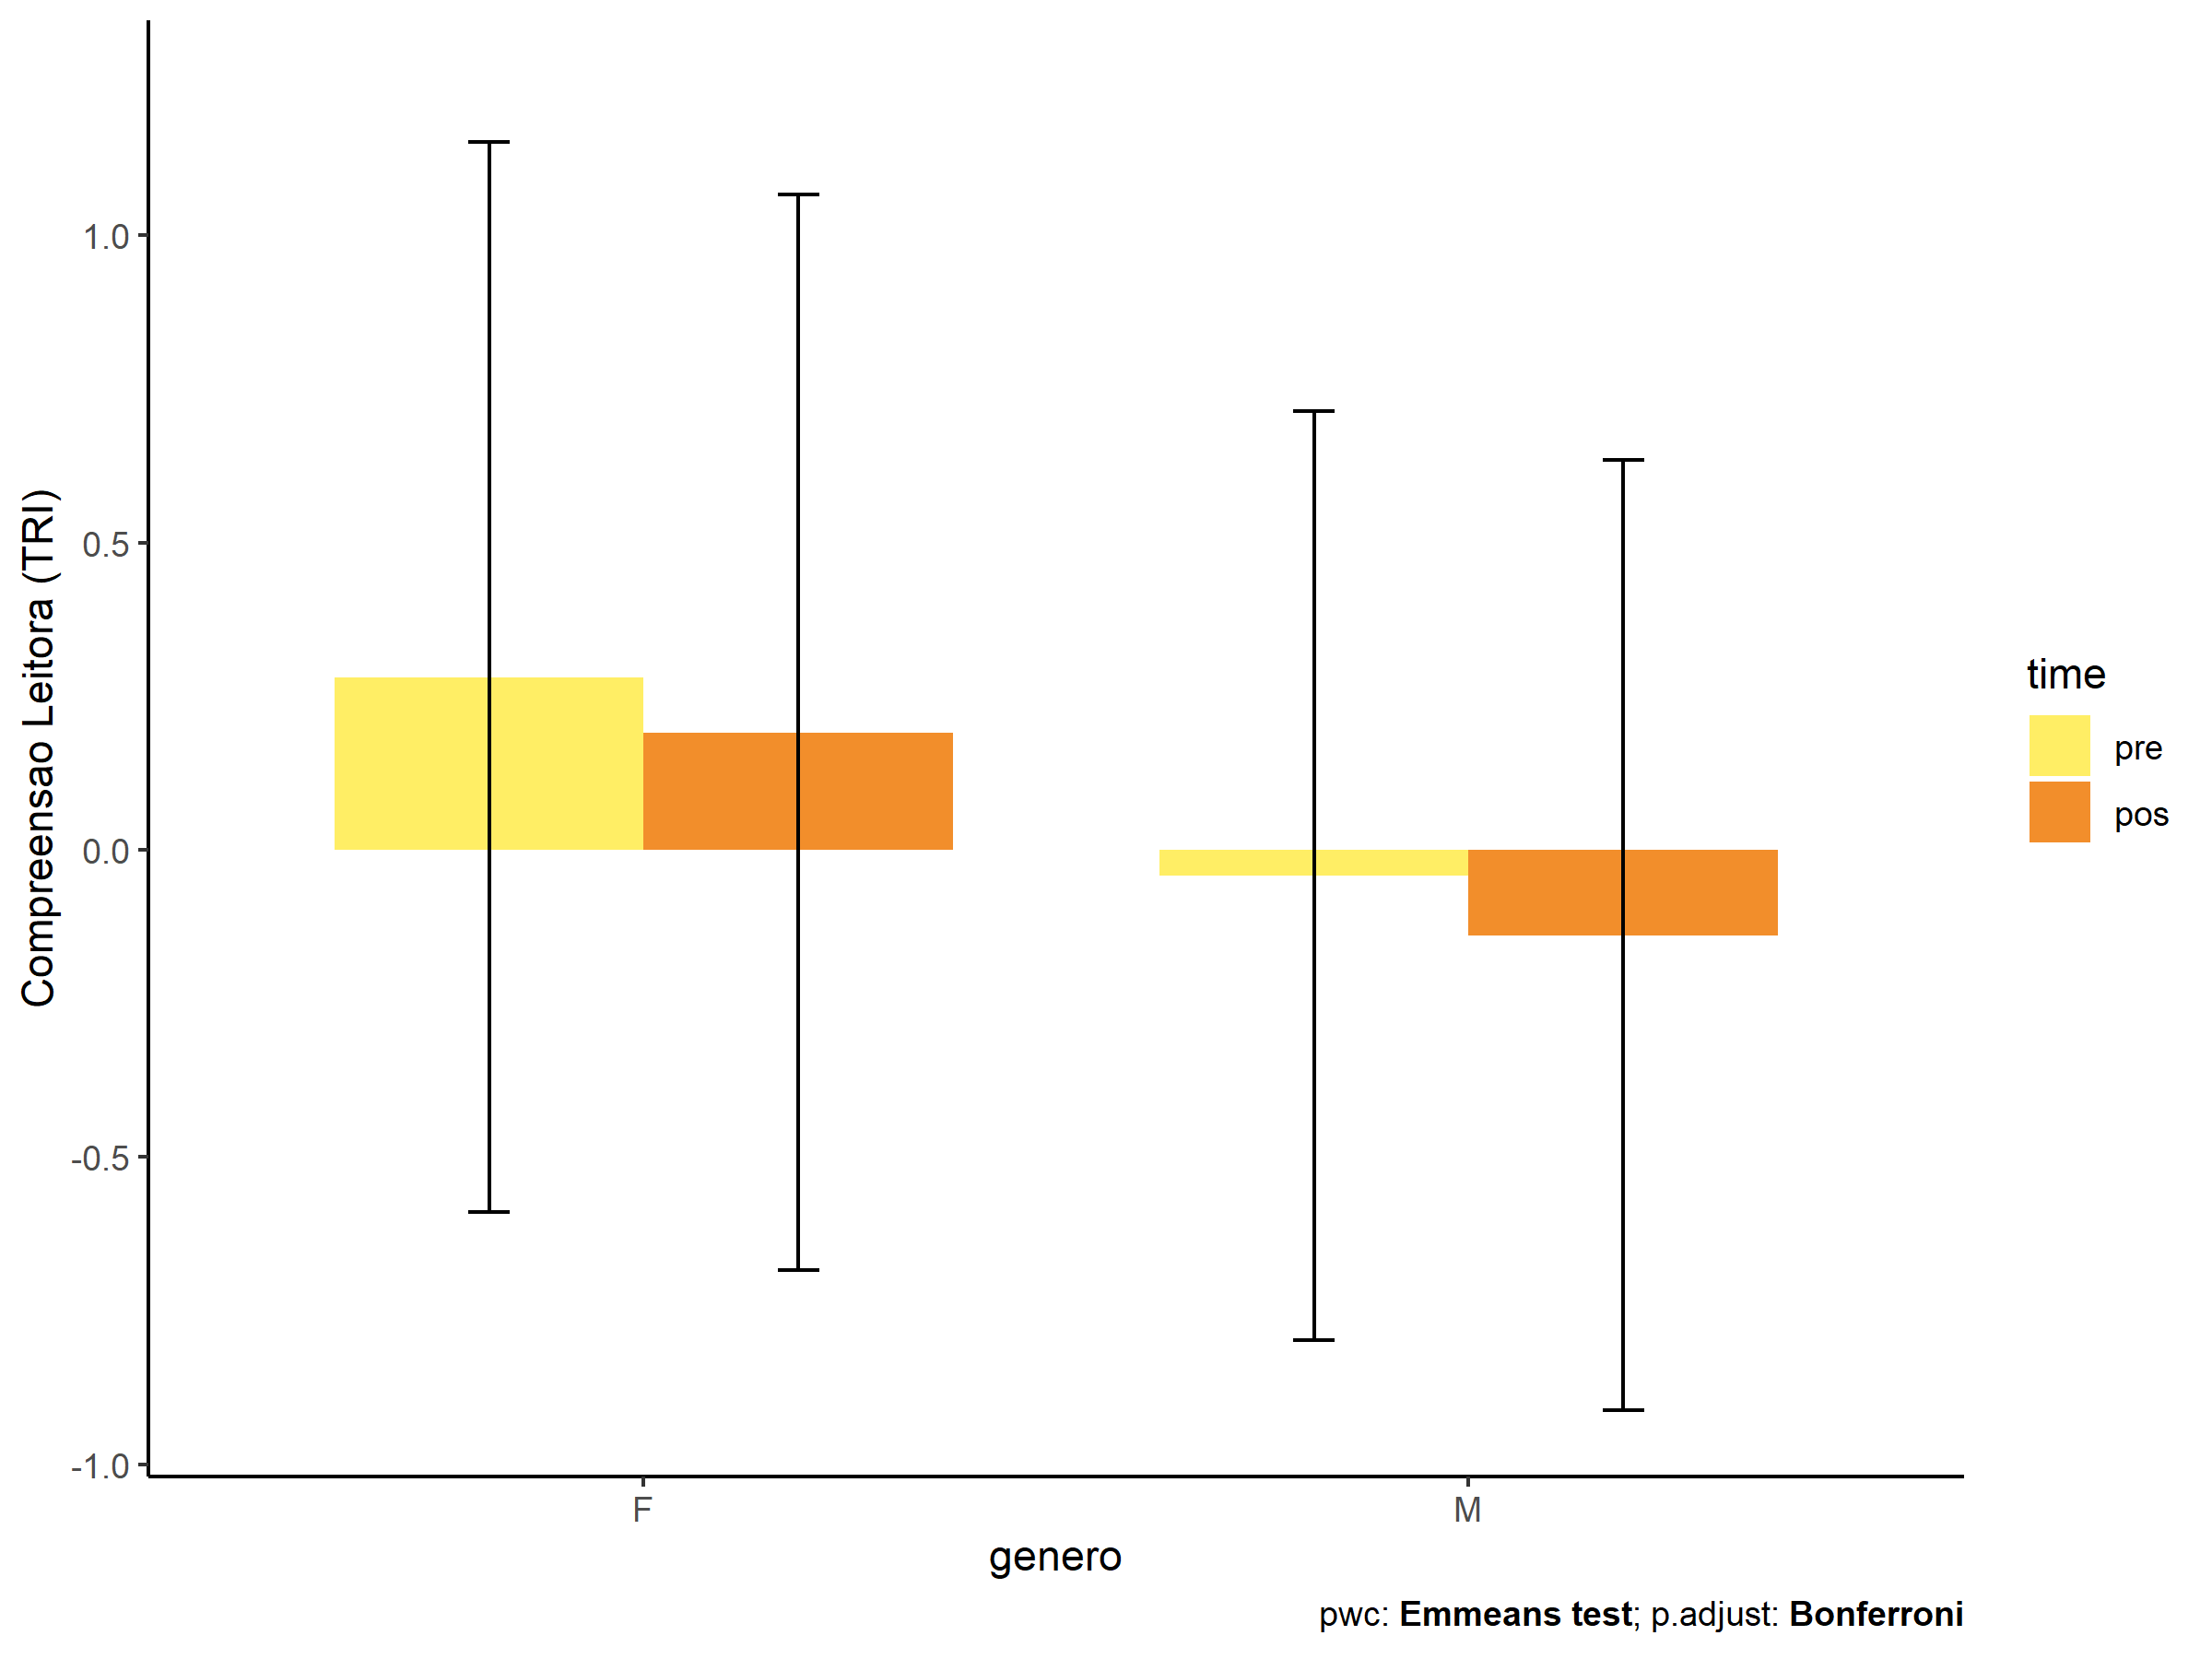 Compreensao Leitora (TRI)
1.0
0.5
0.0
-0.5
-1.0
F
M
genero
time
pre
pos
pwc: Emmeans test; p.adjust: Bonferroni